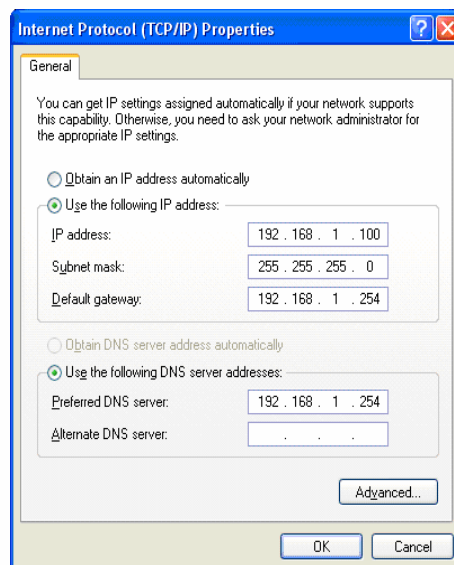 Internet Protocol (TCP/IP) Properties
General
You can get IP settings assigned automatically if your network supports
this capability. Otherwise, you need to ask your network administrator for
the appropriate IP settings.
Obtain an IP address automatically
Use the following IP address:
IP address: 192 . 168 . 1 . 100
Subnet mask: 255 . 255 . 255 . 0
Default gateway: 192 . 168 . 1 . 254
Obtain DNS server address automatically
Use the following DNS server addresses:
Preferred DNS server: 192 . 168 . 1 . 254
Alternate DNS server: . . .
Advanced...
OK Cancel